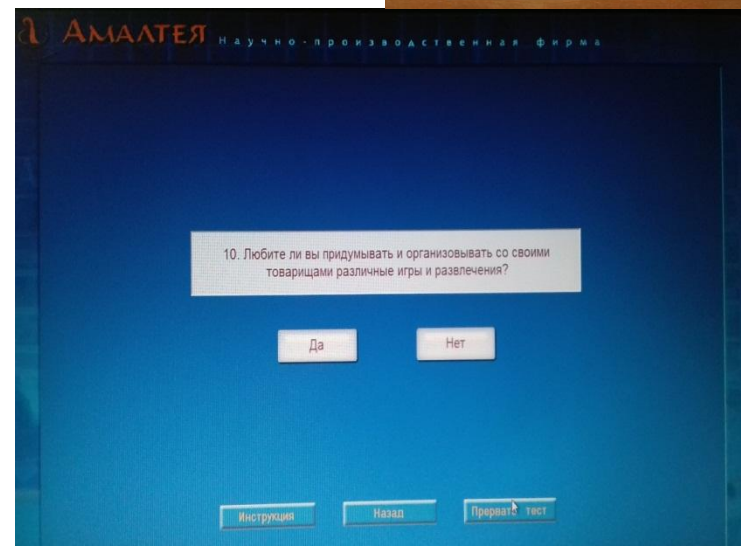 АМАЛТЕЯ Научно-производственная фирма
10. Любите ли вы придумывать и организовывать со своими
товарищами различные игры и развлечения?
Да Нет
Инструкция Назад Прервать тест